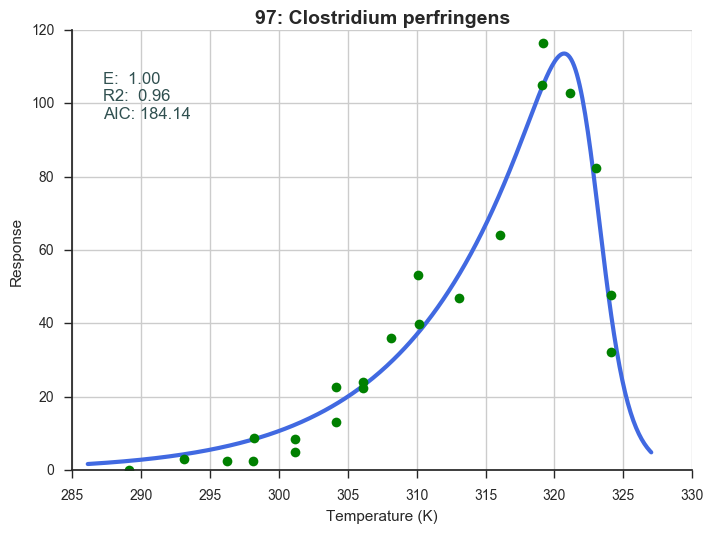 97: Clostridium perfringens
E:  1.00
R2:  0.96
AIC: 184.14
120
100
80
60
40
20
0
Response
285 290 295 300 305 310 315 320 325 330
Temperature (K)